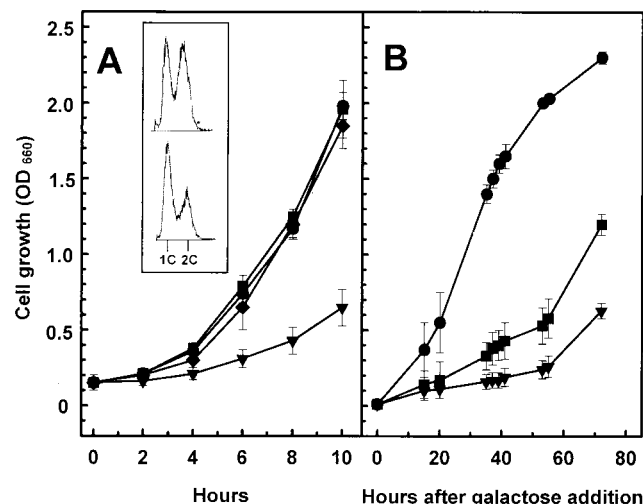 A
B
1C 2C
Cell growth (OD 660)
2.5
2.0
1.5
1.0
0.5
0
0 2 4 6 8 10
0 20 40 60 80
Hours
Hours after galactose addition